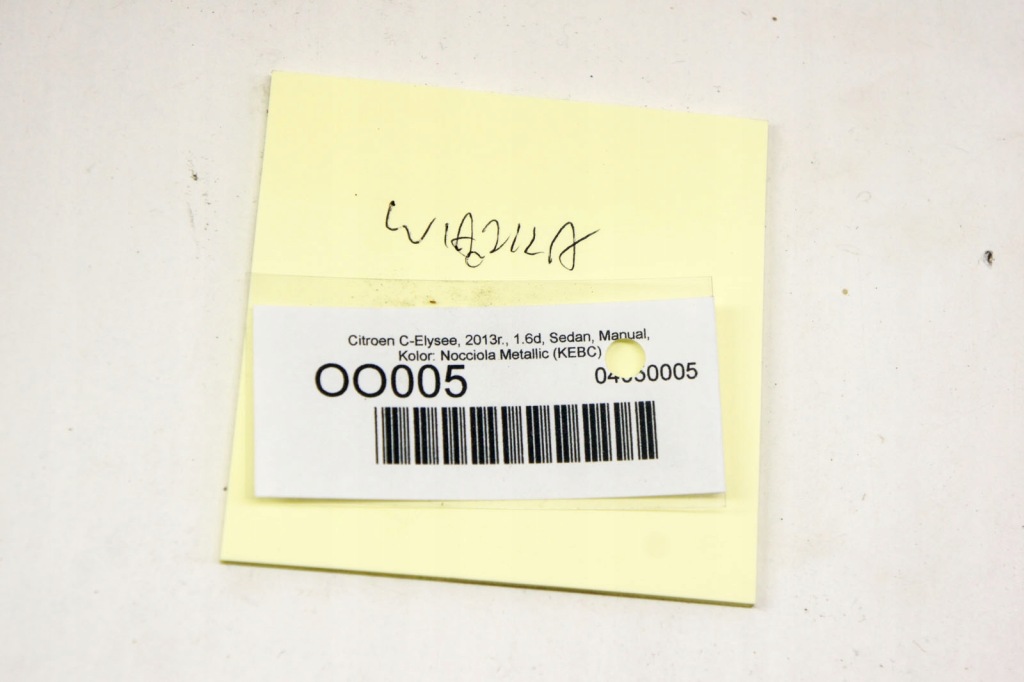 WIĄZKA
Citroen C-Elysee, 2013r., 1.6d, Sedan, Manual,
Kolor: Nocciola Metallic (KEBC)
OO005